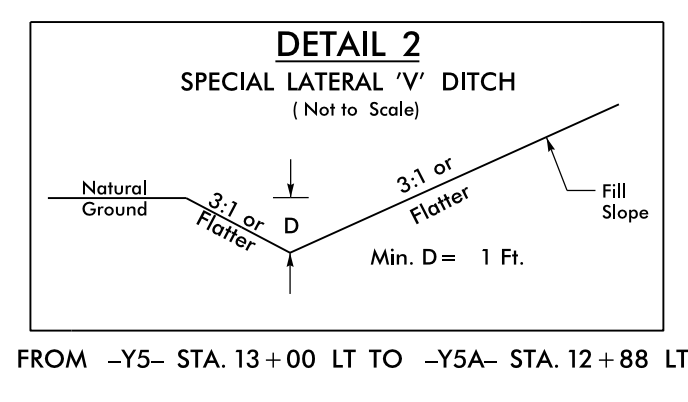 DETAIL 2
SPECIAL LATERAL 'V' DITCH
( Not to Scale)
Natural
Ground
3:1 or
Flatter
D
3:1 or
Flatter
Fill
Slope
Min. D = 1 Ft.
FROM –Y5– STA. 13+00 LT TO –Y5A– STA. 12+88 LT